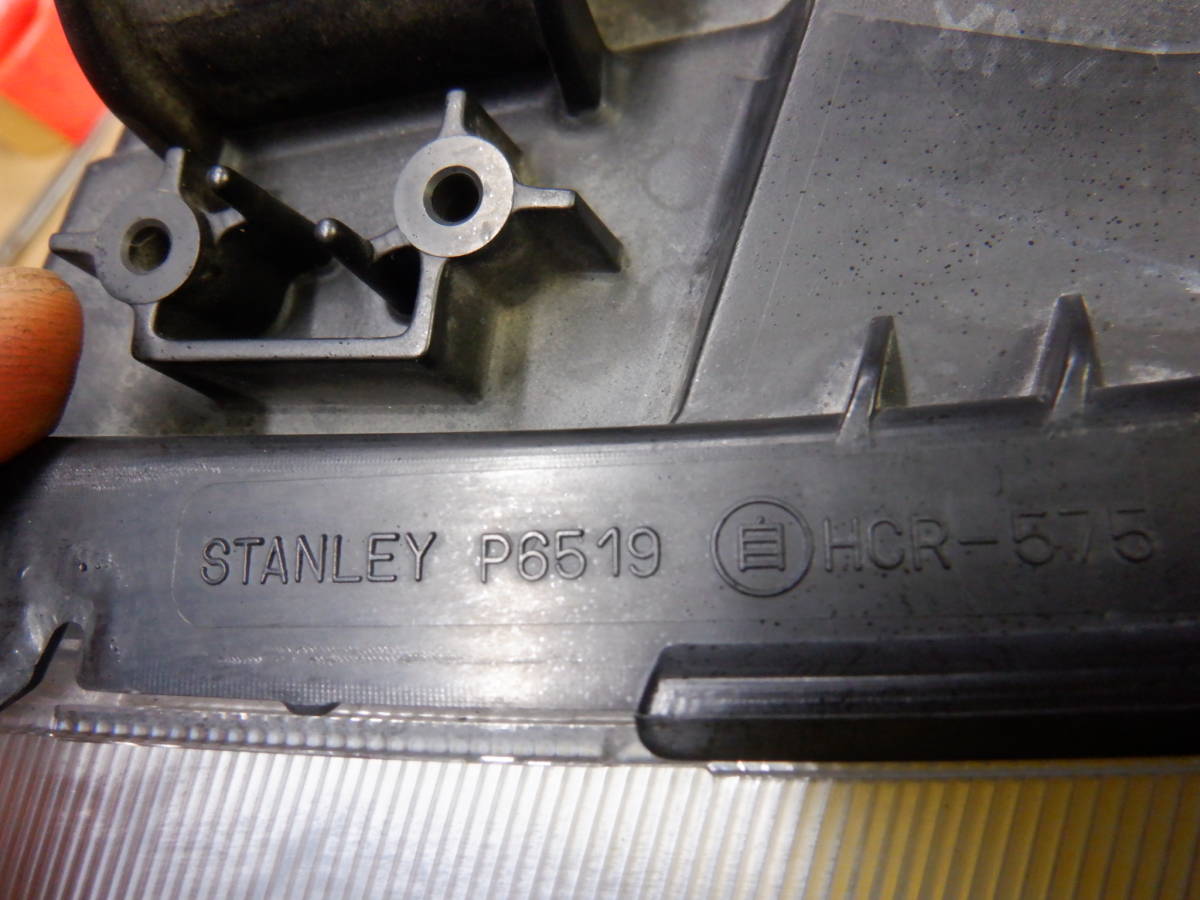 STANLEY P6519 自 HCR-575